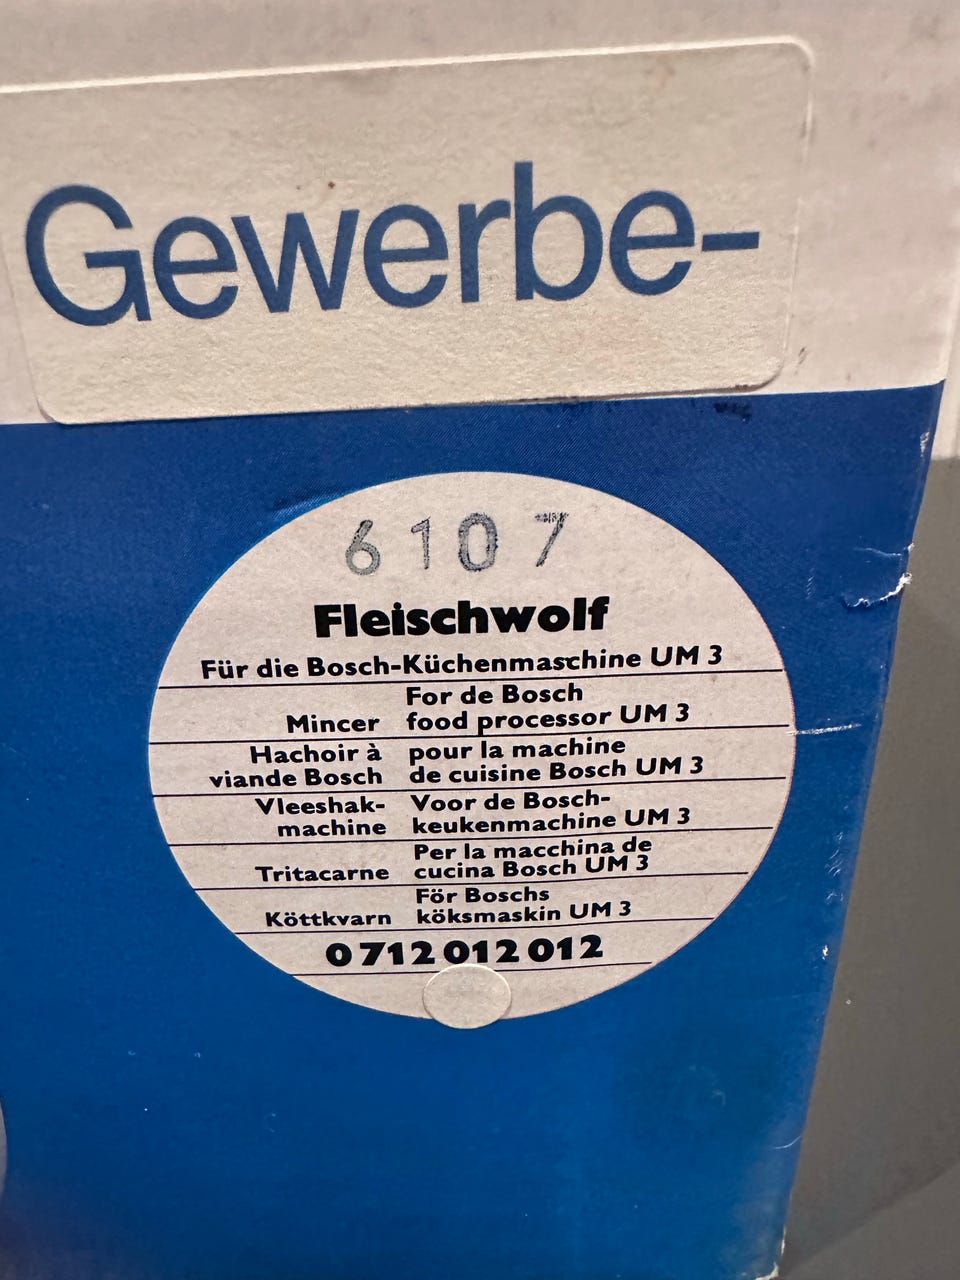 Gewerbe-
6107
Fleischwolf
Für die Bosch-Küchenmaschine UM 3
Mincer For de Bosch
food processor UM 3
Hachoir à pour la machine
viande Bosch de cuisine Bosch UM 3
Vleeshak- Voor de Bosch-
machine keukenmachine UM 3
Tritacarne Per la macchina de
cucina Bosch UM 3
Köttkvarn För Boschs
köksmaskin UM 3
0 712 012 012